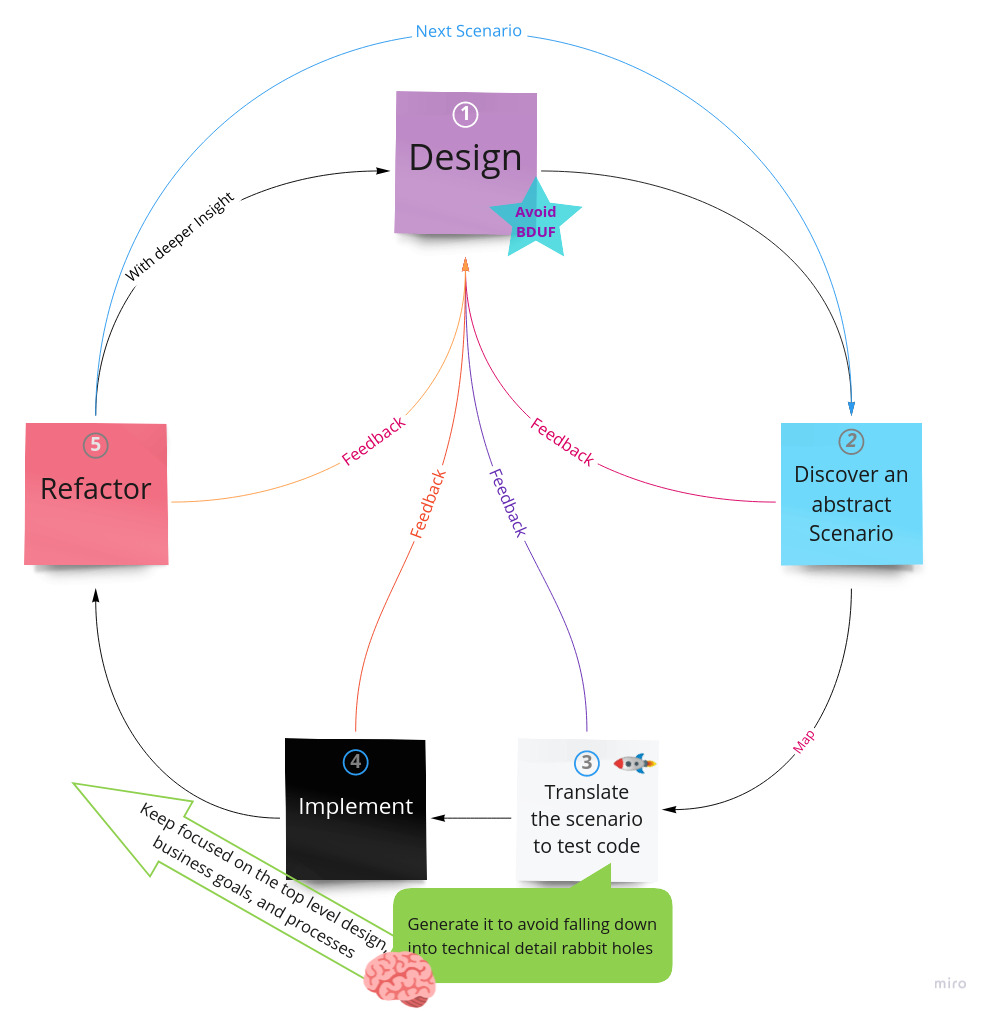 Next Scenario
1
Design
Avoid
BDUF
With deeper Insight
5
Refactor
2
Discover an
abstract
Scenario
Feedback
Feedback
Feedback
Feedback
Map
4
Implement
3
Translate
the scenario
to test code
Keep focused on the top level design,
business goals, and processes
Generate it to avoid falling down
into technical detail rabbit holes
miro